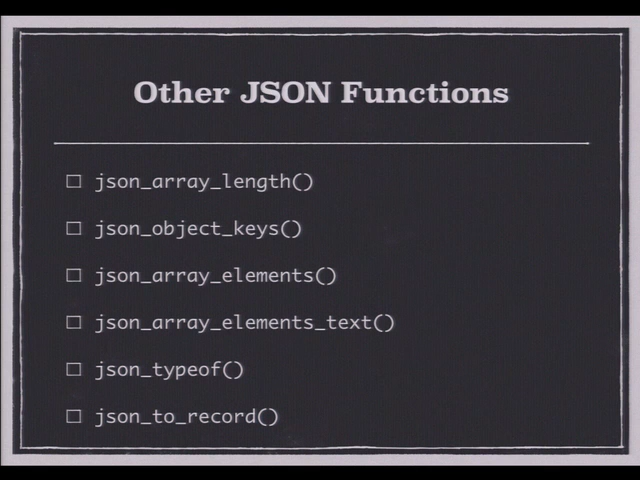 Other JSON Functions
json_array_length()
json_object_keys()
json_array_elements()
json_array_elements_text()
json_typeof()
json_to_record()